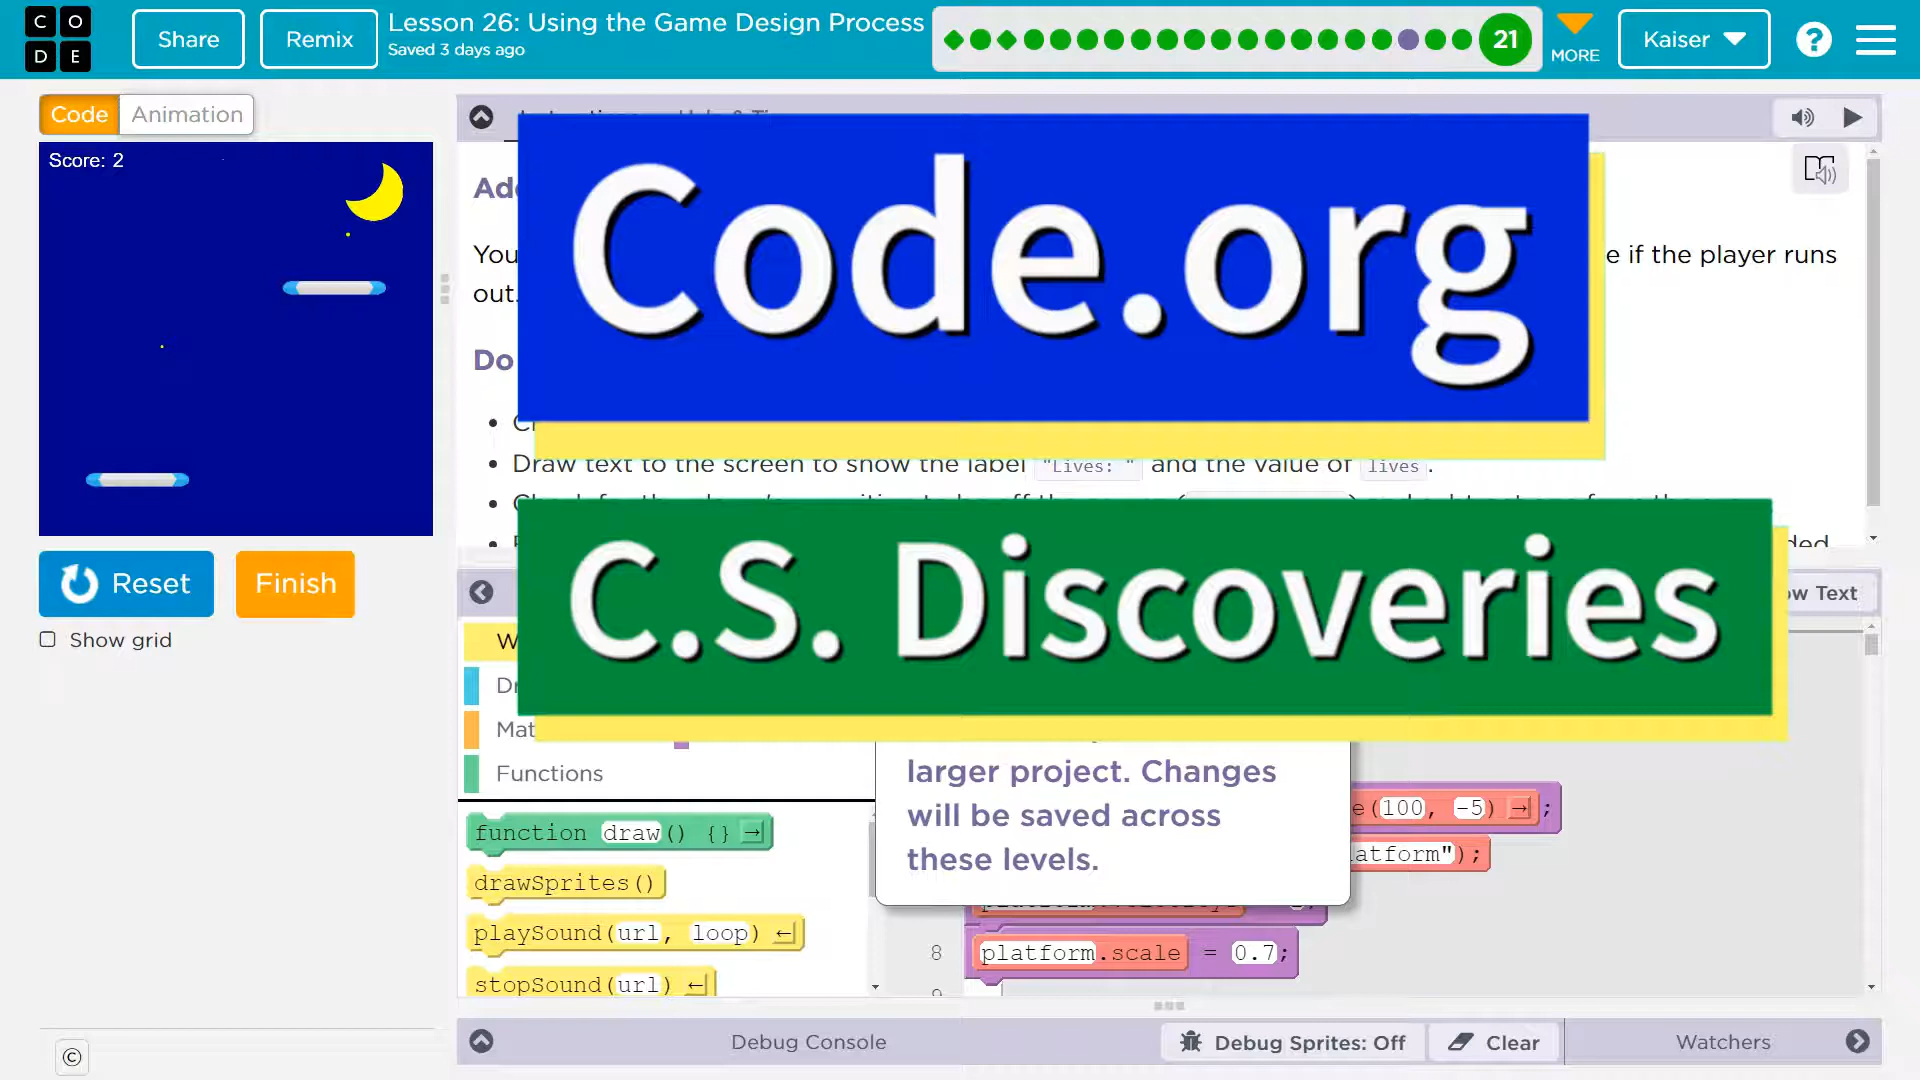 CODE
Share
Remix
Lesson 26: Using the Game Design Process
Saved 3 days ago
21
MORE
Kaiser
?
Code
Animation
Score: 2
Code.org
You
e if the player runs
out.
Do
Draw text to the screen to show the label "Lives: " and the value of lives.
C.S. Discoveries
Reset
Finish
Show grid
Text
Functions
larger project. Changes
will be saved across
these levels.
function draw() {}
drawSprites()
playSound(url, loop)
stopSound(url)
(100, -5);
");
8
platform.scale = 0.7;
Debug Console
Debug Sprites: Off
Clear
Watchers
©